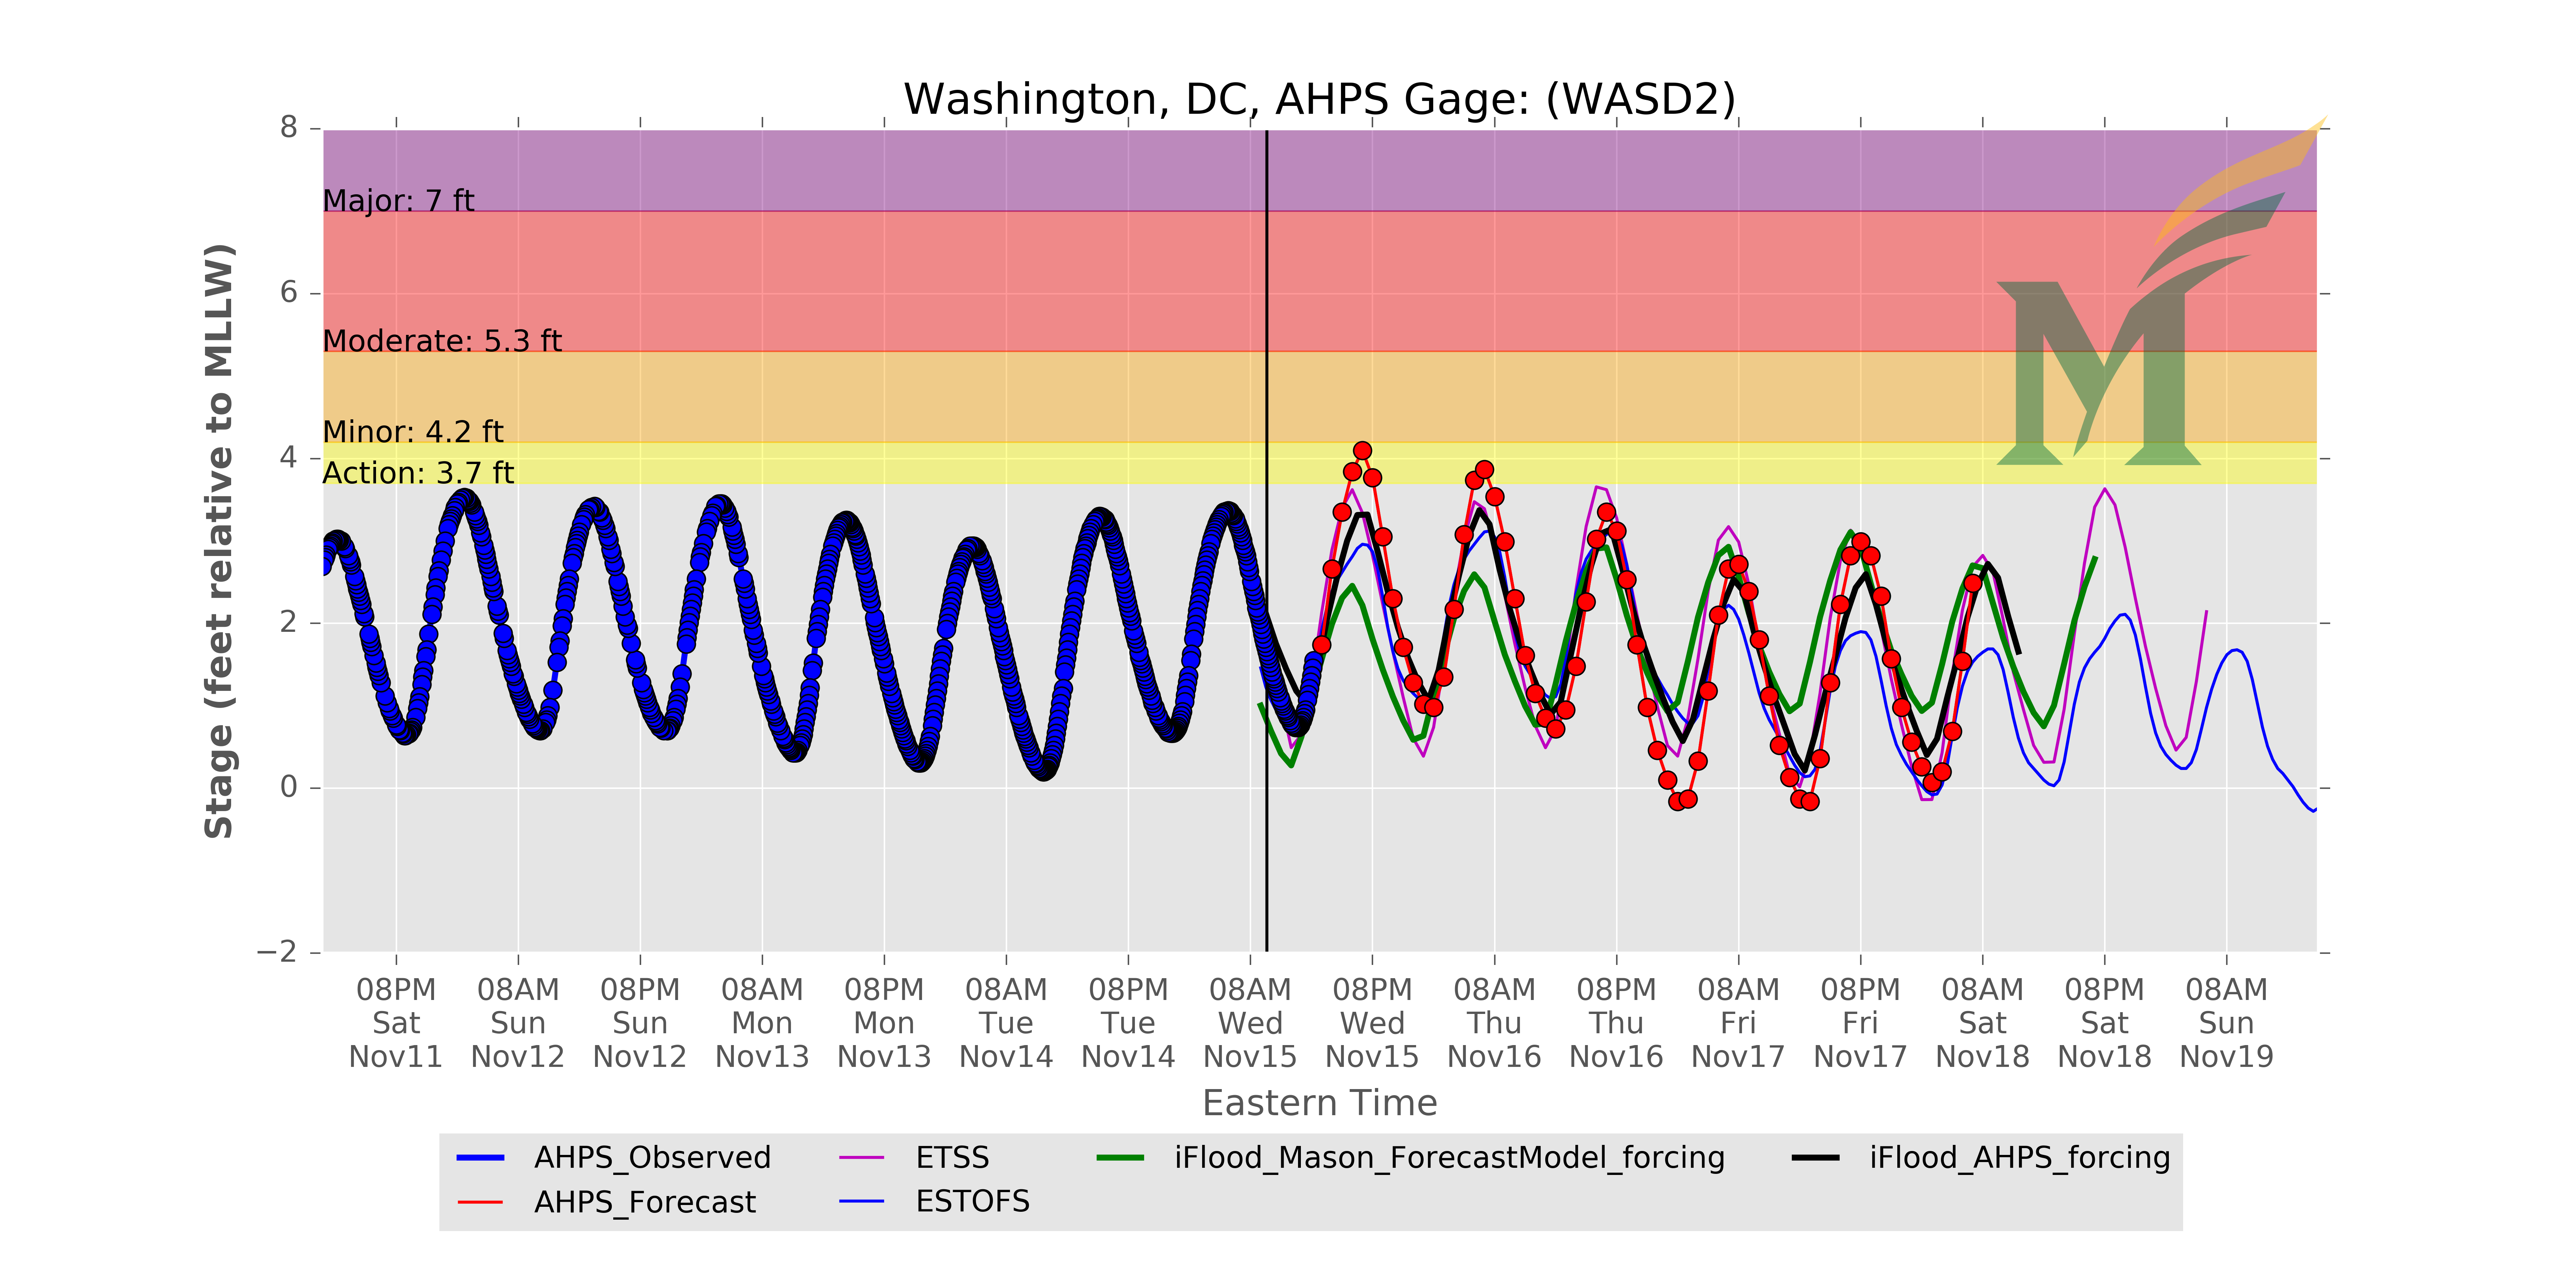 Washington, DC, AHPS Gage: (WASD2)
Stage (feet relative to MLLW)
8
6
4
2
0
−2
Major: 7 ft
Moderate: 5.3 ft
Minor: 4.2 ft
Action: 3.7 ft
M
08PM 08AM 08PM 08AM 08PM 08AM 08PM 08AM 08PM 08AM 08PM 08AM 08PM 08AM 08PM 08AM
Sat Sun Sun Mon Mon Tue Tue Wed Wed Thu Thu Fri Fri Sat Sat Sun
Nov11 Nov12 Nov12 Nov13 Nov13 Nov14 Nov14 Nov15 Nov15 Nov16 Nov16 Nov17 Nov17 Nov18 Nov18 Nov19
Eastern Time
AHPS_Observed ETSS iFlood_Mason_ForecastModel_forcing iFlood_AHPS_forcing
AHPS_Forecast ESTOFS